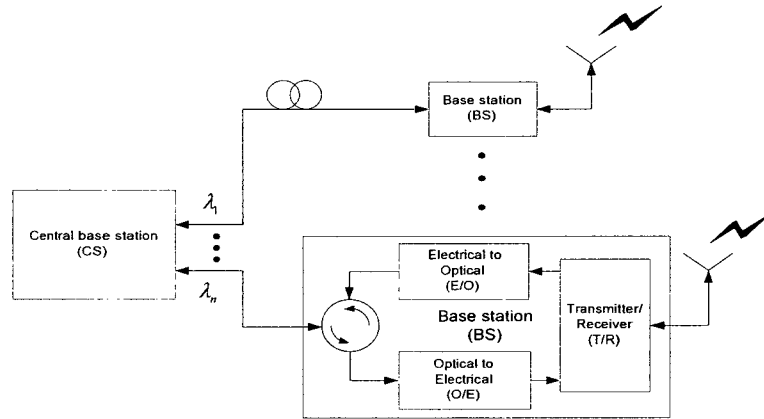 Base station
(BS)
λ1
Central base station
(CS)
λn
Electrical to
Optical
(E/O)
Base station
(BS)
Transmitter/
Receiver
(T/R)
Optical to
Electrical
(O/E)